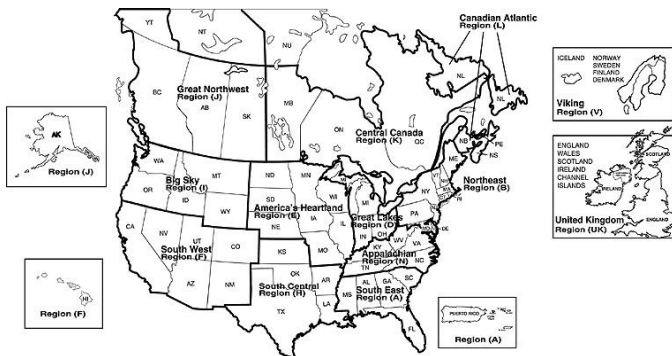 Canadian Atlantic
Region (L)
YT
NT
NU
NL
NL
Great Northwest
Region (J)
BC
AB
SK
MB
ON
Central Canada
Region (K)
QC
NB
PE
NS
ME
AK
Region (J)
WA
Big Sky
Region (I)
MT
OR
ID
WY
ND
MN
SD
WI
America's Heartland
Region (E)
NE
IA
IL
MI
Great Lakes
Region (D)
IN
OH
Northeast
Region (B)
VT
NY
PA
RI
DE
CA
NV
UT
CO
South West
Region (F)
AZ
NM
KS
MO
OK
AR
South Central
Region (H)
TX
LA
KY
WV
VA
Appalachian
Region (N)
TN
NC
SC
South East
Region (A)
MS
AL
GA
FL
HI
Region (F)
PUERTO RICO
Region (A)
ICELAND
NORWAY
SWEDEN
FINLAND
DENMARK
Viking
Region (V)
ENGLAND
WALES
SCOTLAND
IRELAND
CHANNEL
ISLANDS
SCOTLAND
IRELAND
ENGLAND
United Kingdom
Region (UK)